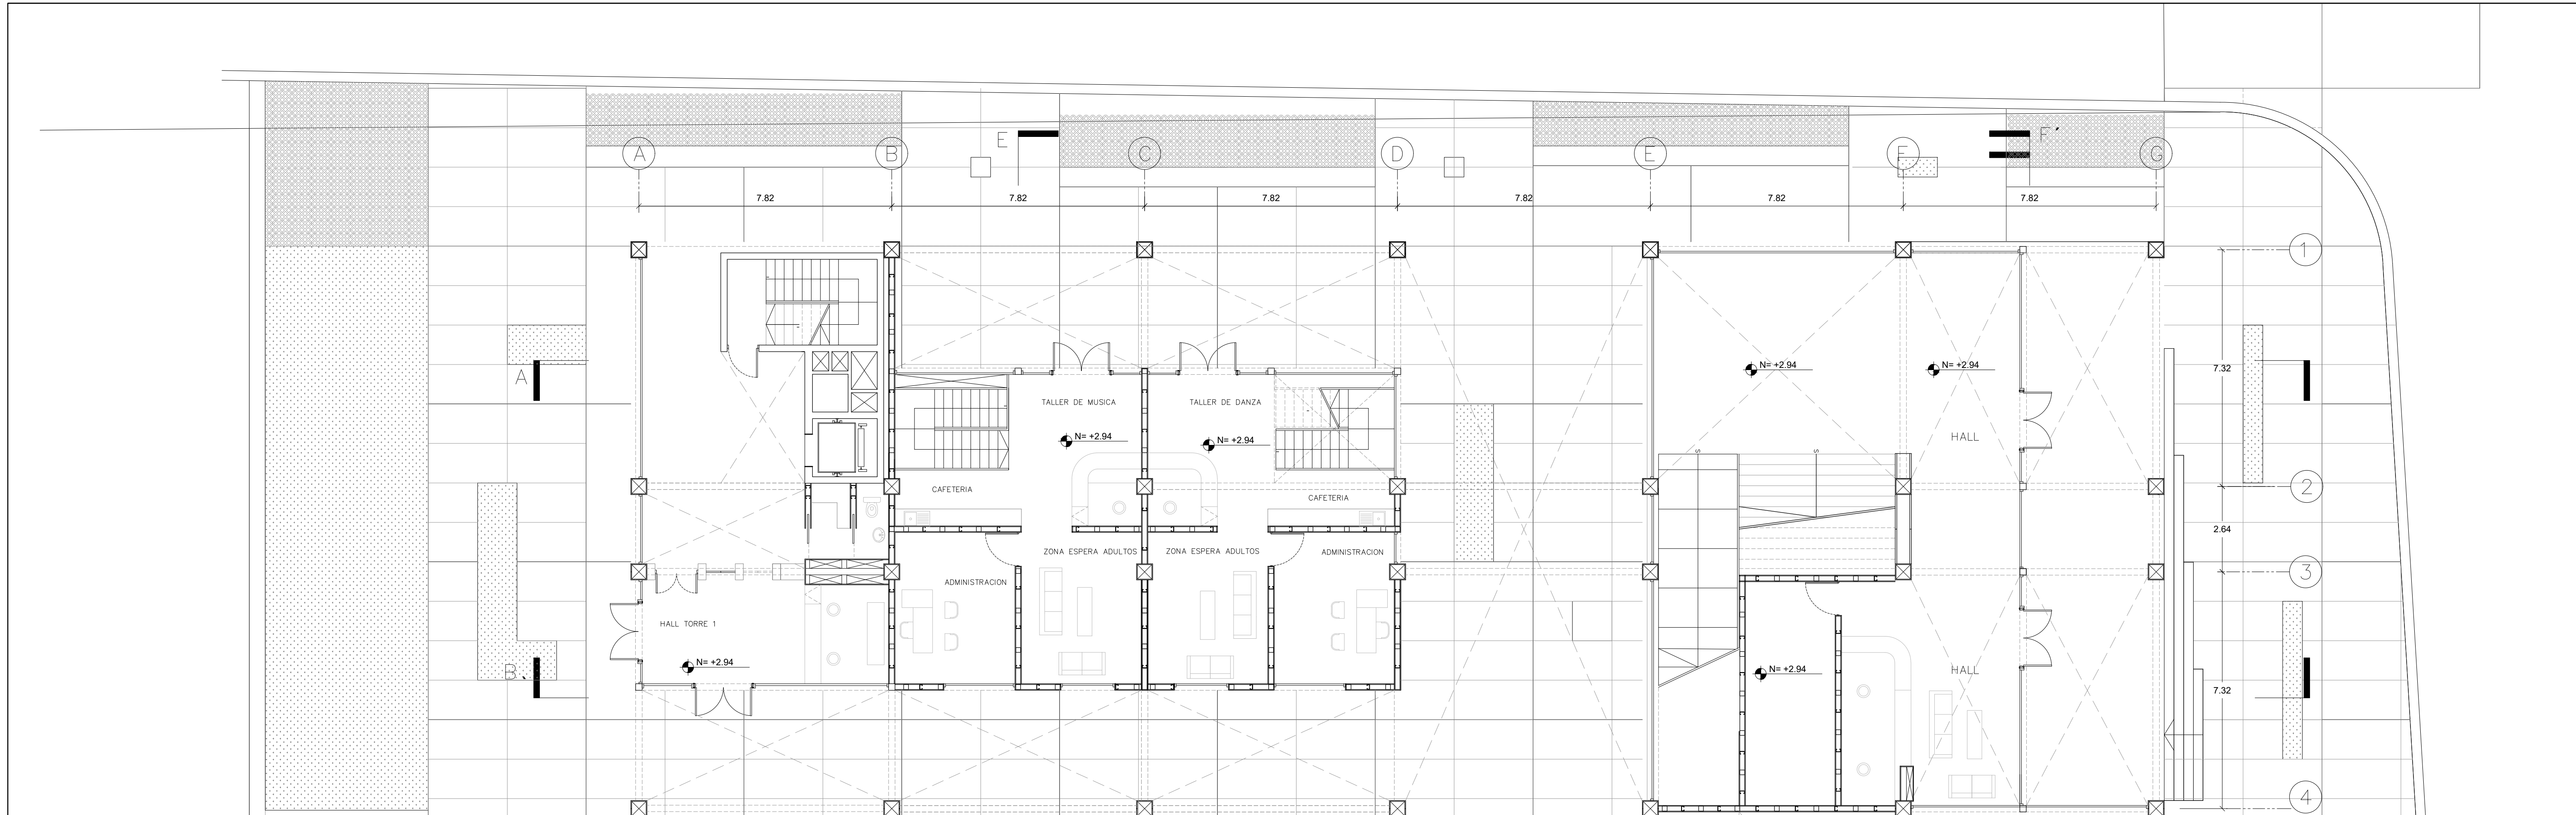 E
F'
A
B
C
D
E
F
G
7.82
7.82
7.82
7.82
7.82
7.82
1
A
7.32
N= +2.94
N= +2.94
TALLER DE MUSICA
TALLER DE DANZA
N= +2.94
N= +2.94
HALL
S
S
CAFETERIA
CAFETERIA
2
2.64
ZONA ESPERA ADULTOS
ZONA ESPERA ADULTOS
ADMINISTRACION
ADMINISTRACION
3
HALL TORRE 1
N= +2.94
N= +2.94
HALL
B'
7.32
4